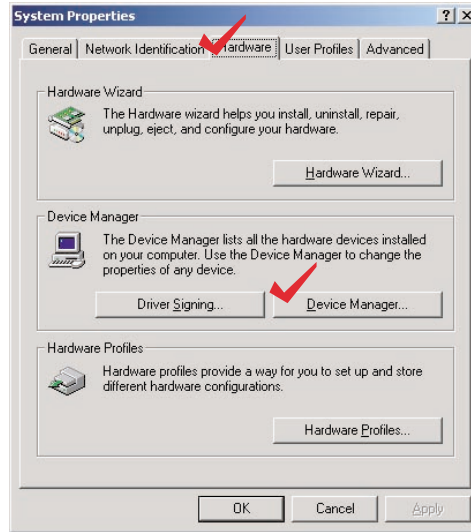 System Properties
General Network Identification Hardware User Profiles Advanced
Hardware Wizard
The Hardware wizard helps you install, uninstall, repair,
unplug, eject, and configure your hardware.
Hardware Wizard...
Device Manager
The Device Manager lists all the hardware devices installed
on your computer. Use the Device Manager to change the
properties of any device.
Driver Signing... Device Manager...
Hardware Profiles
Hardware profiles provide a way for you to set up and store
different hardware configurations.
Hardware Profiles...
OK Cancel Apply